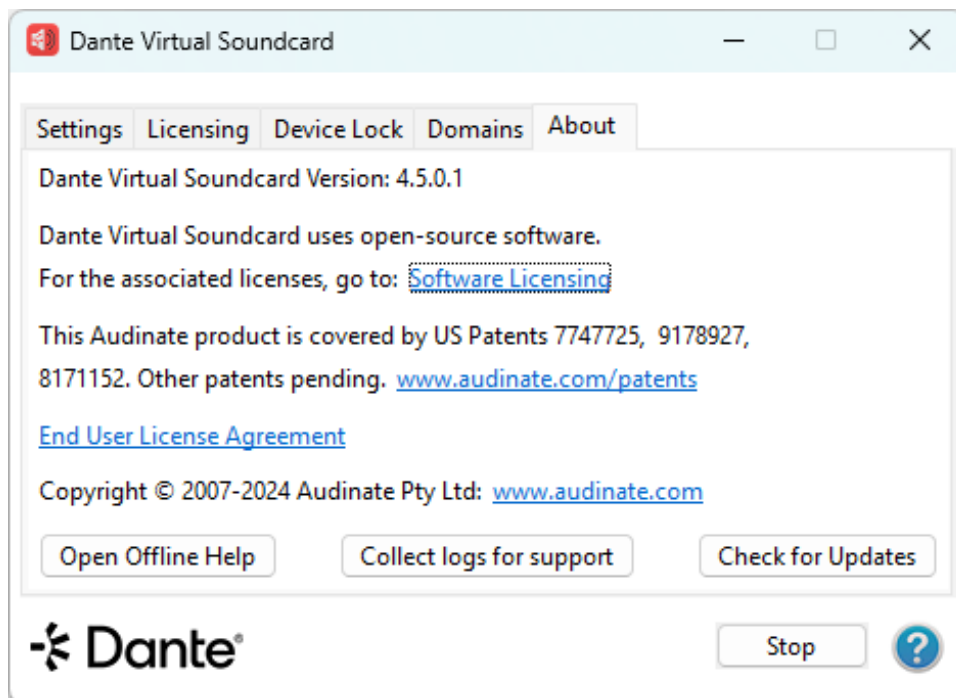 Dante Virtual Soundcard
Settings Licensing Device Lock Domains About
Dante Virtual Soundcard Version: 4.5.0.1
Dante Virtual Soundcard uses open-source software.
For the associated licenses, go to: Software Licensing
This Audinate product is covered by US Patents 7747725, 9178927,
8171152. Other patents pending. www.audinate.com/patents
End User License Agreement
Copyright © 2007-2024 Audinate Pty Ltd: www.audinate.com
Open Offline Help Collect logs for support Check for Updates
Dante® Stop ?